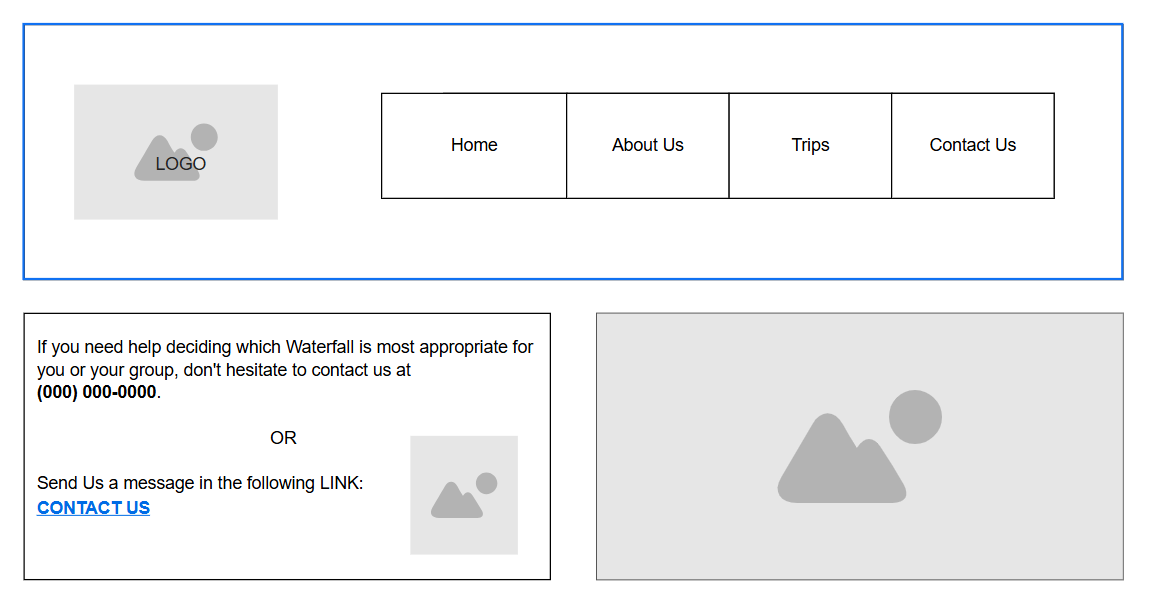 LOGO
Home
About Us
Trips
Contact Us
If you need help deciding which Waterfall is most appropriate for
you or your group, don't hesitate to contact us at
(000) 000-0000.
OR
Send Us a message in the following LINK:
CONTACT US